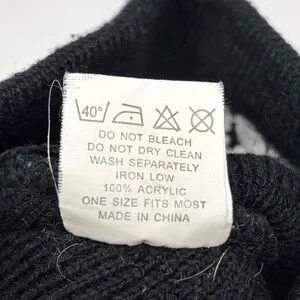 40°
DO NOT BLEACH
DO NOT DRY CLEAN
WASH SEPARATELY
IRON LOW
100% ACRYLIC
ONE SIZE FITS MOST
MADE IN CHINA